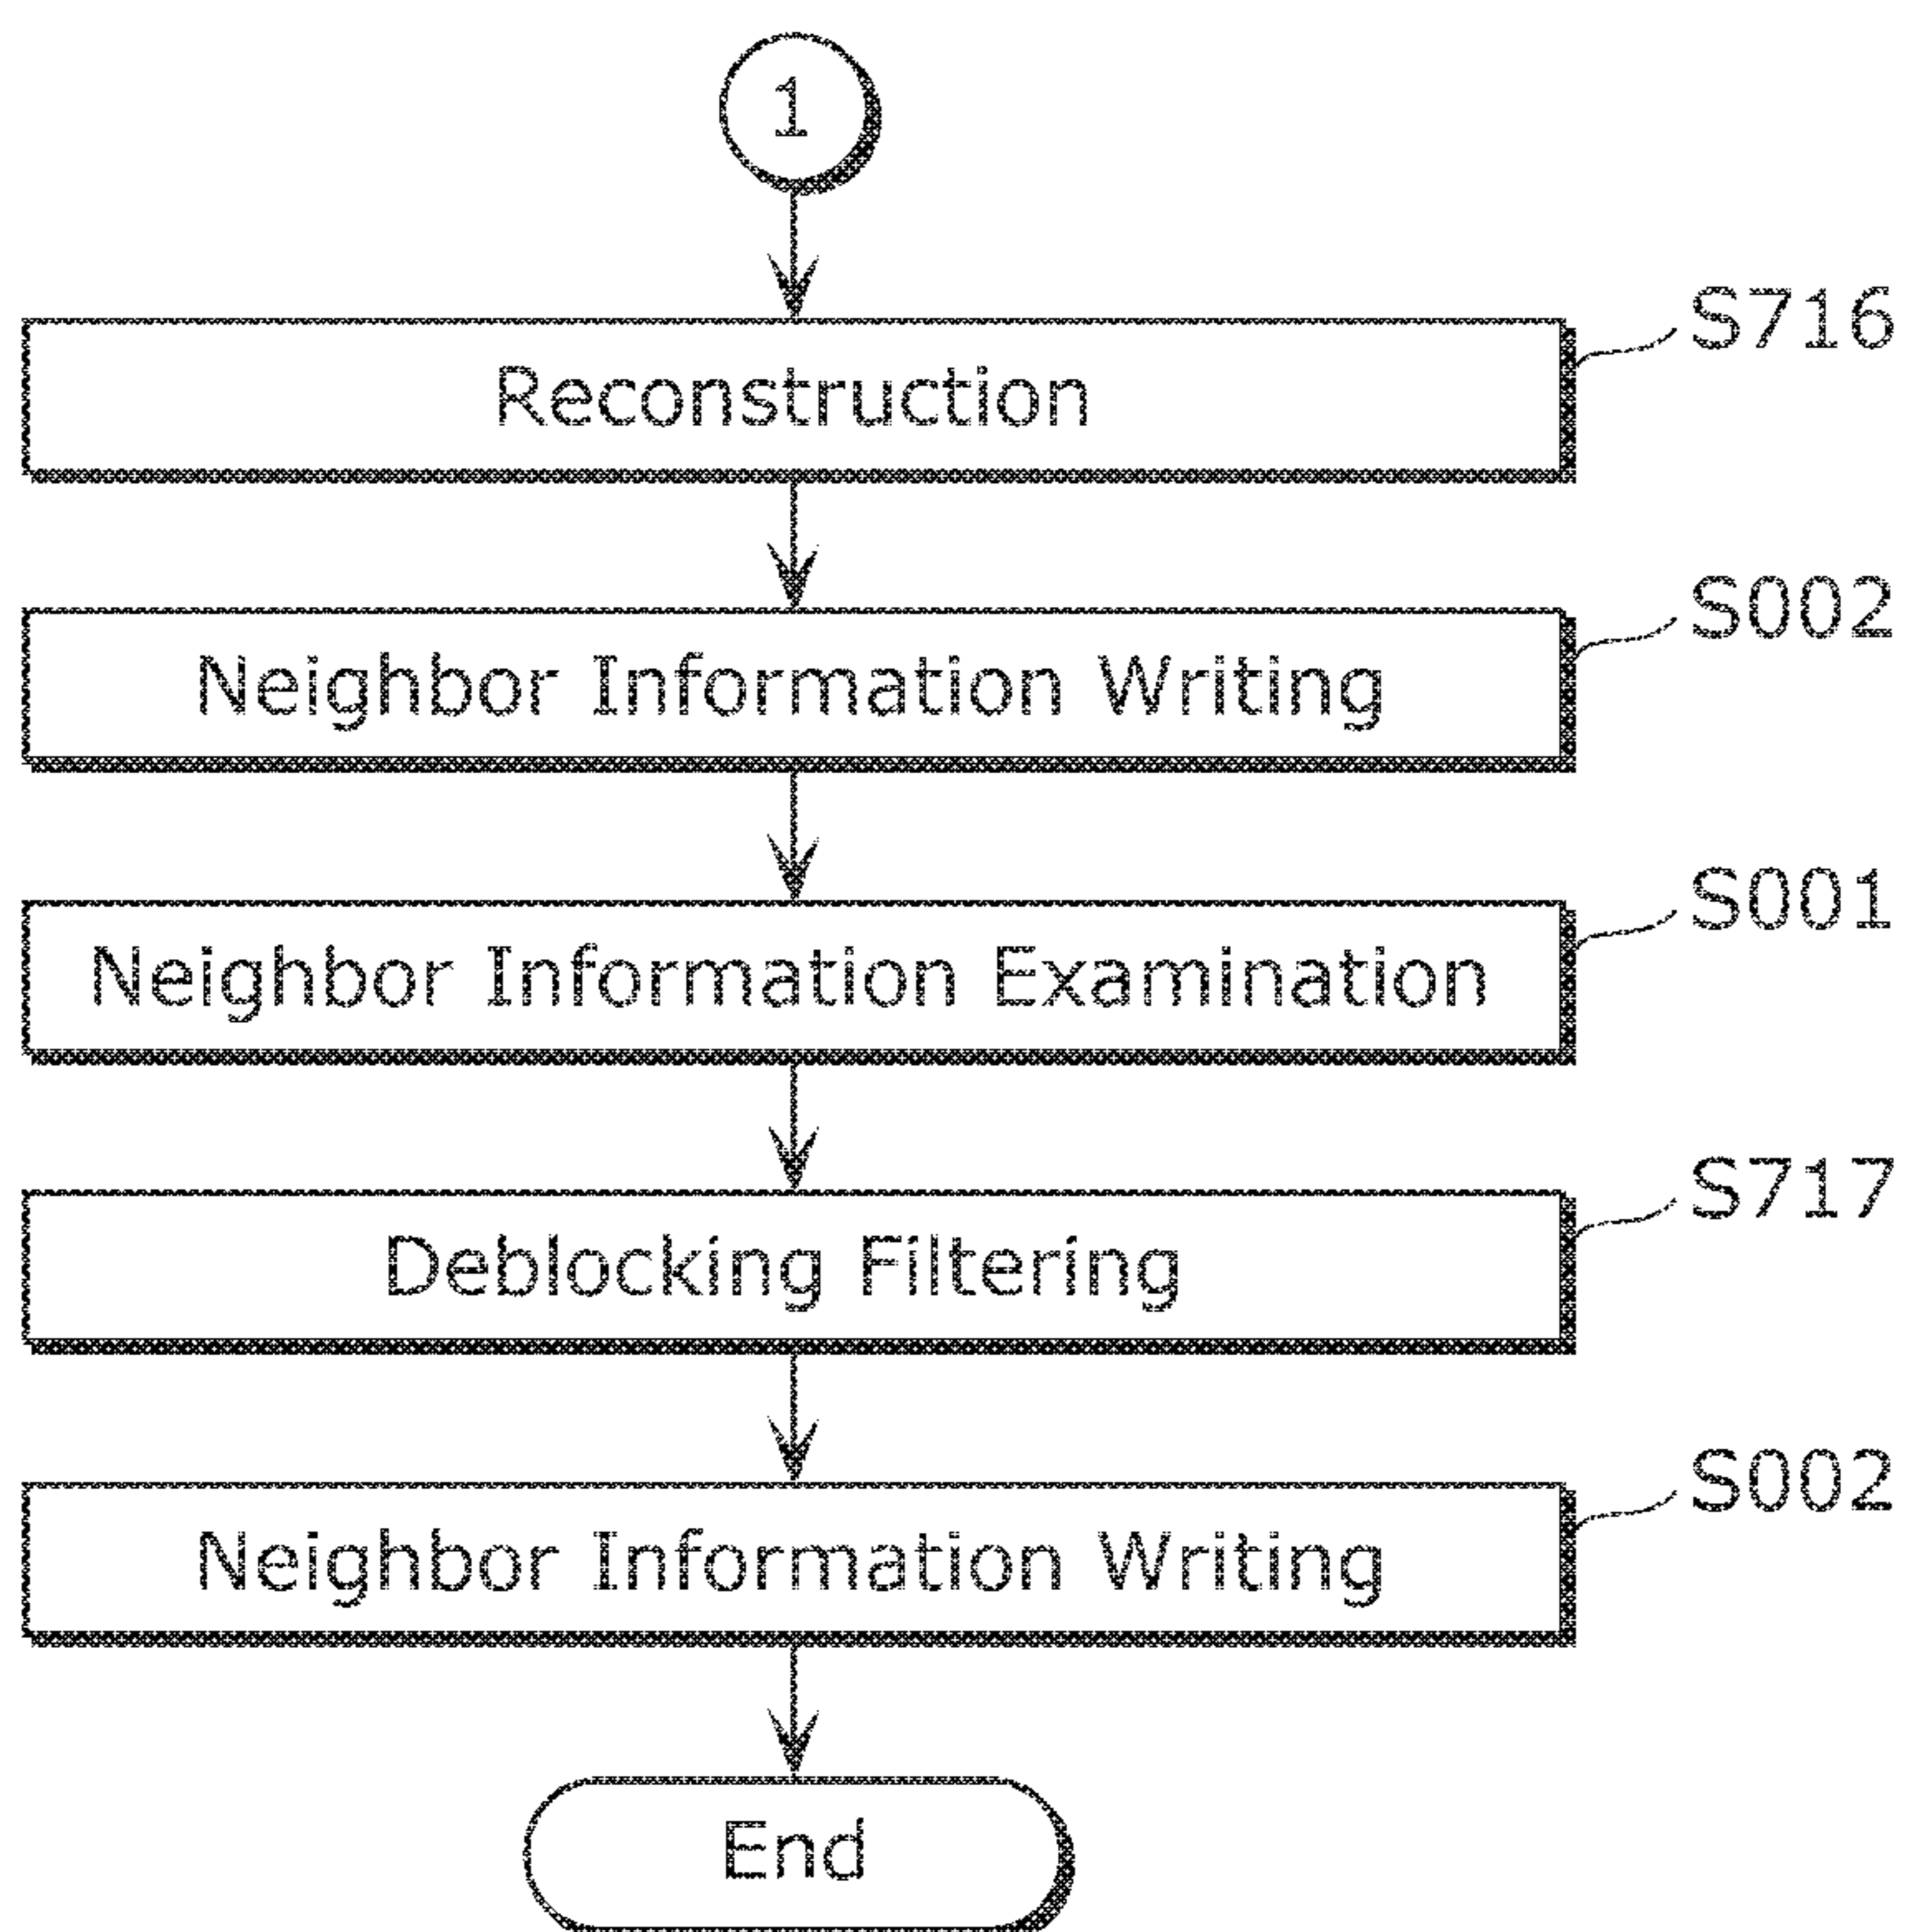 1
Reconstruction
S716
Neighbor Information Writing
S002
Neighbor Information Examination
S001
Deblocking Filtering
S717
Neighbor Information Writing
S002
End